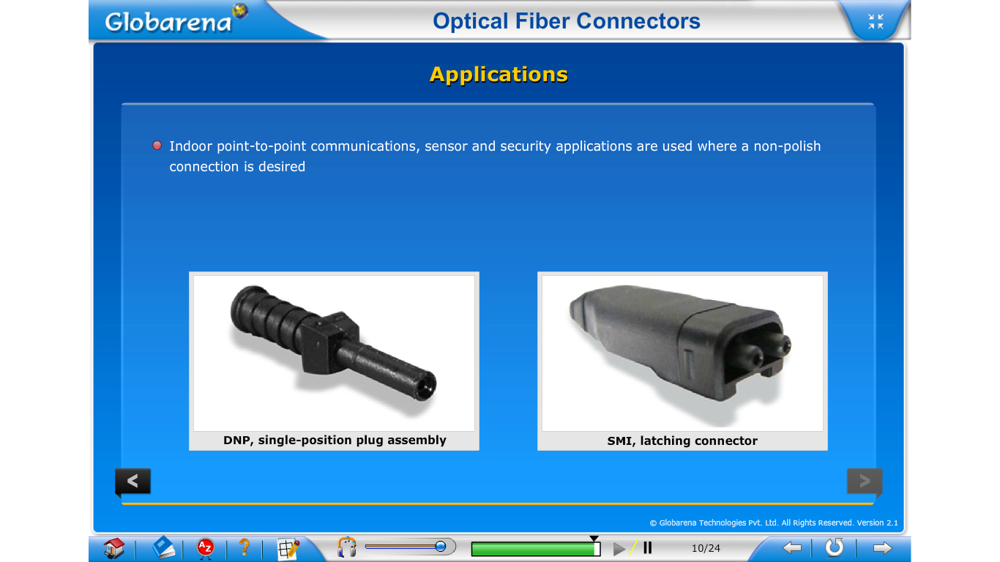 Globarena
Optical Fiber Connectors
Applications
Indoor point-to-point communications, sensor and security applications are used where a non-polish
connection is desired
DNP, single-position plug assembly
SMI, latching connector
<
>
© Globarena Technologies Pvt. Ltd. All Rights Reserved. Version 2.1
AZ
?
10/24